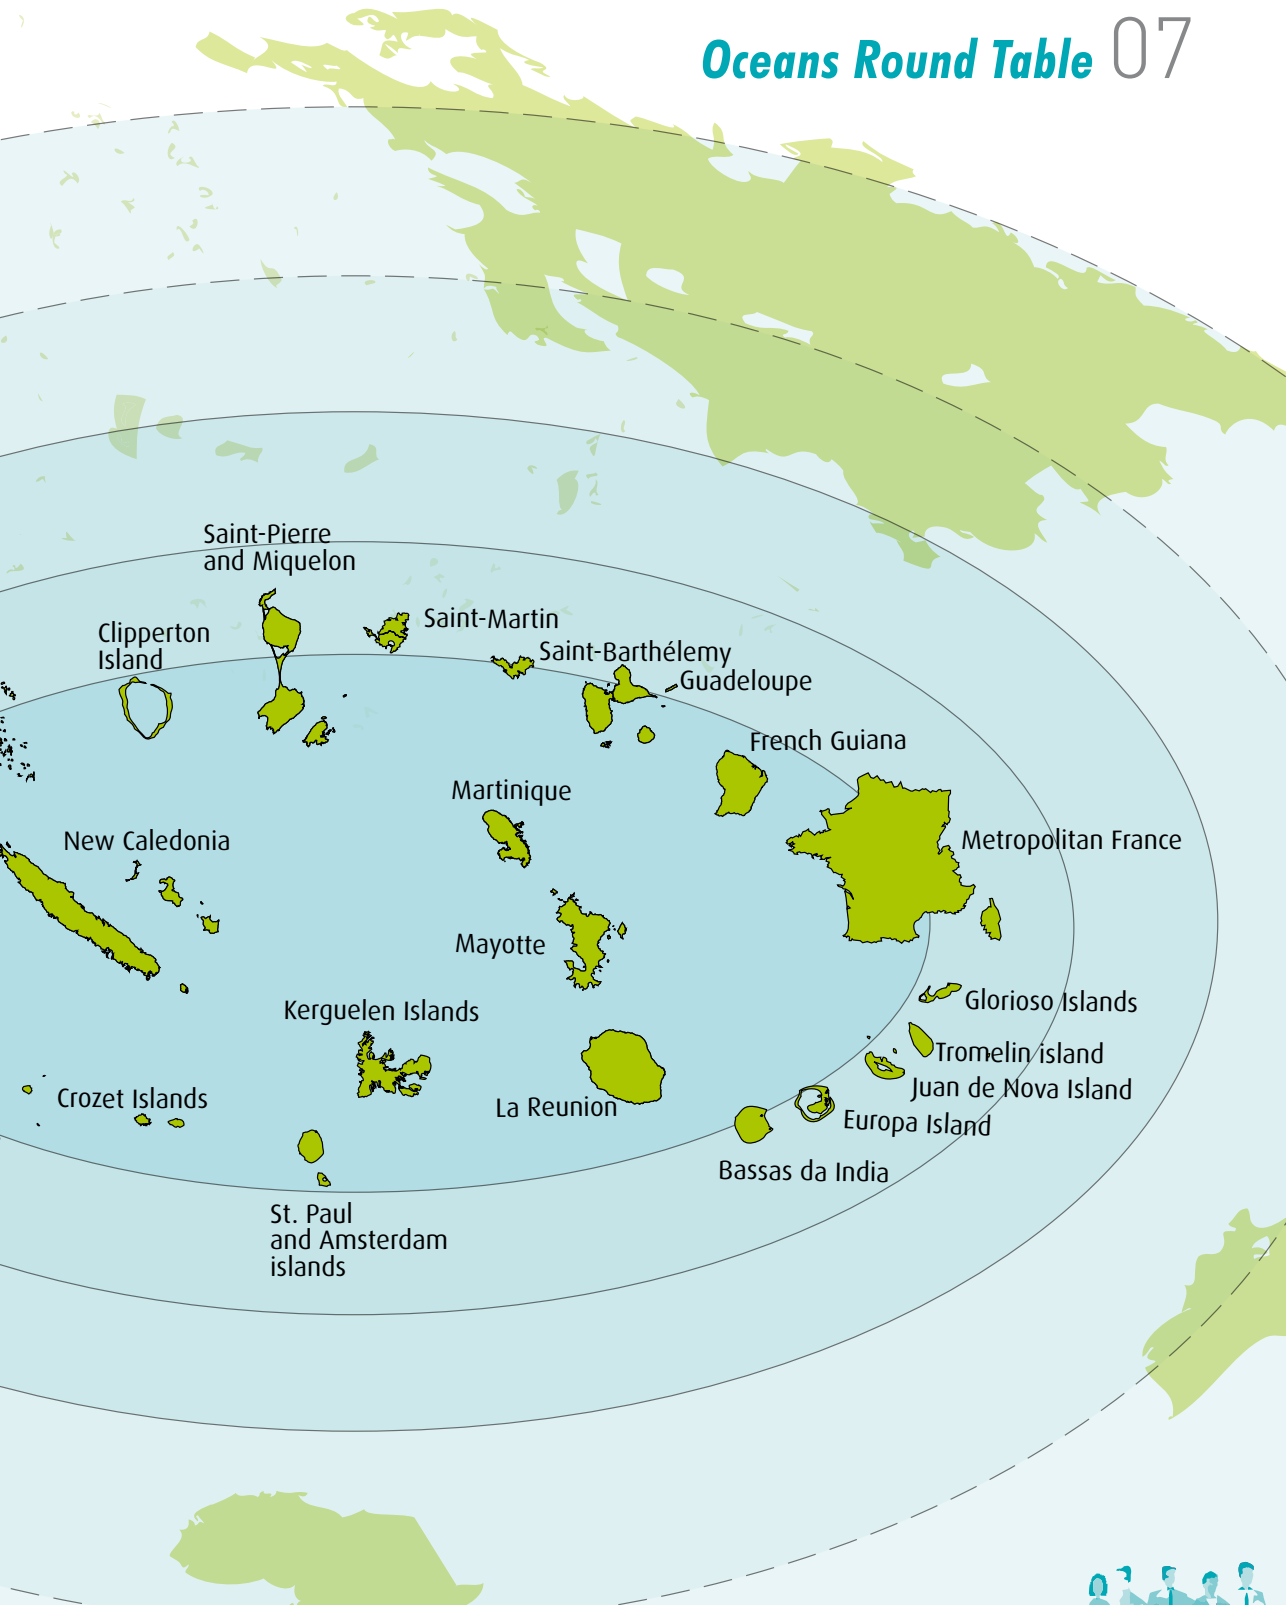 Oceans Round Table 07
Saint-Pierre
and Miquelon
Saint-Martin
Clipperton
Island
Saint-Barthélemy
Guadeloupe
French Guiana
Martinique
New Caledonia
Metropolitan France
Mayotte
Kerguelen Islands
Glorioso Islands
Tromelin island
Juan de Nova Island
Crozet Islands
La Reunion
Europa Island
Bassas da India
St. Paul
and Amsterdam
islands